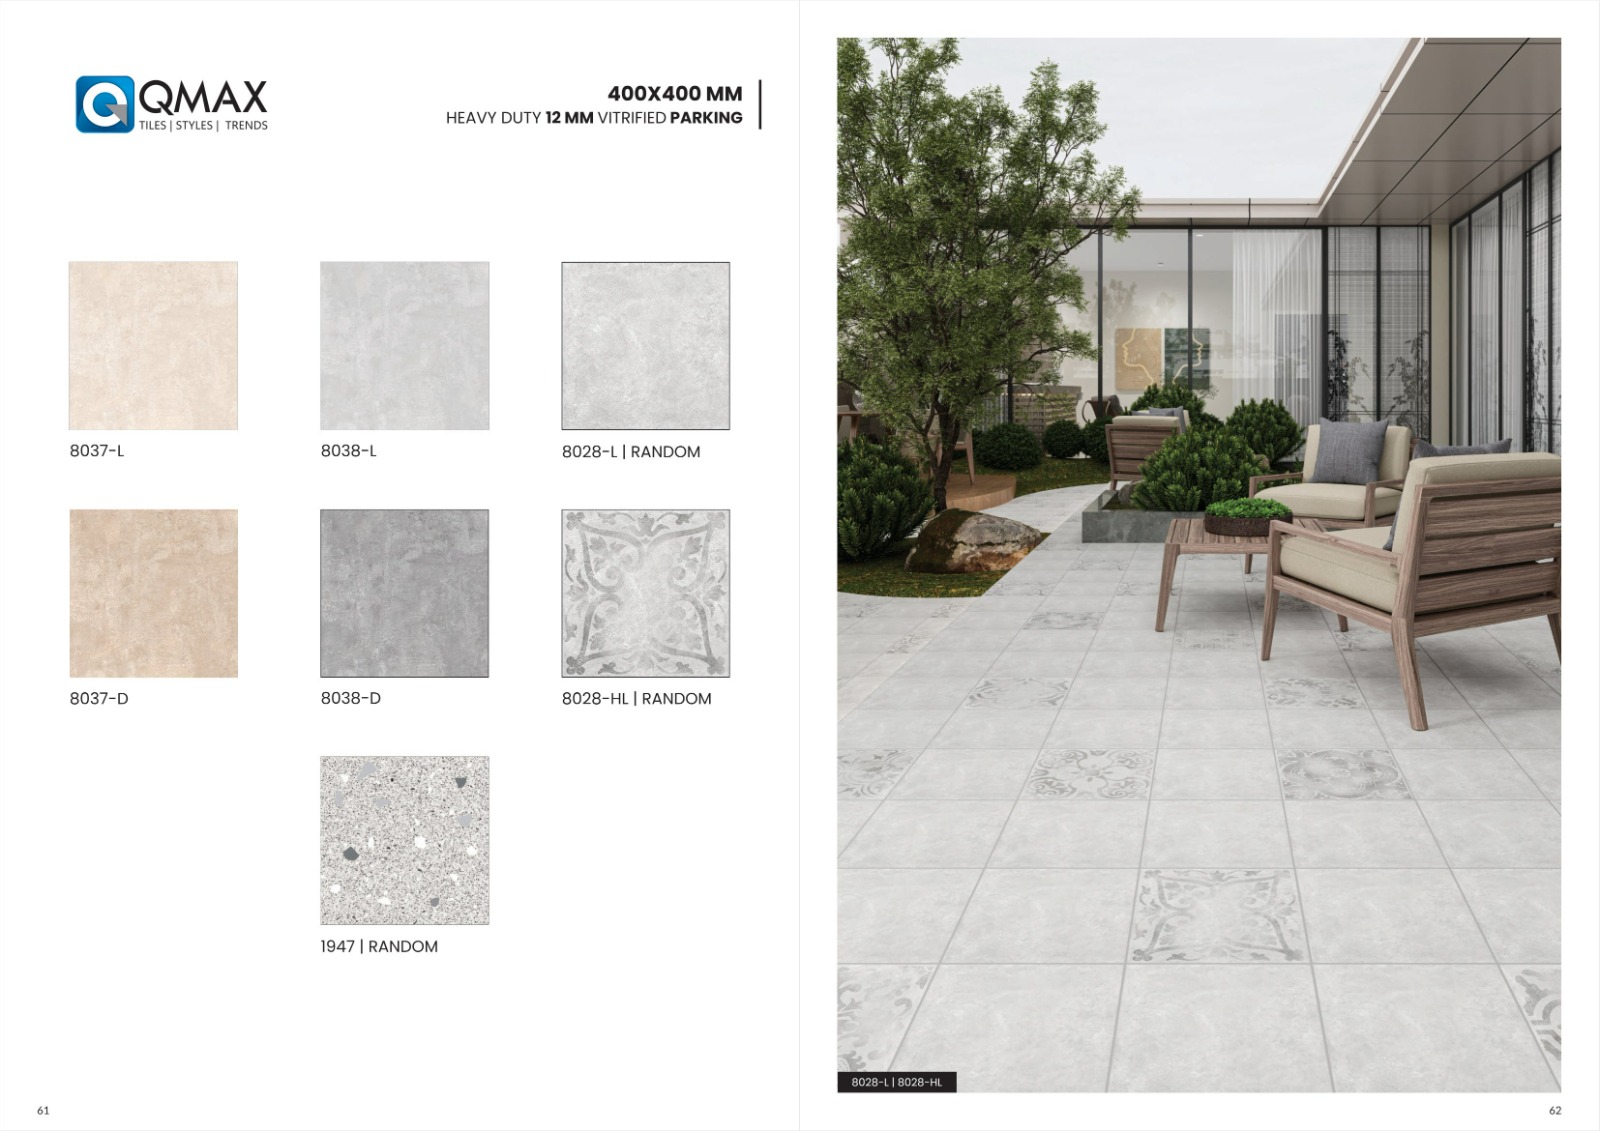 QMAX
TILES | STYLES | TRENDS
400X400 MM
HEAVY DUTY 12 MM VITRIFIED PARKING
8037-L
8038-L
8028-L | RANDOM
8037-D
8038-D
8028-HL | RANDOM
1947 | RANDOM
61
8028-L | 8028-HL
62